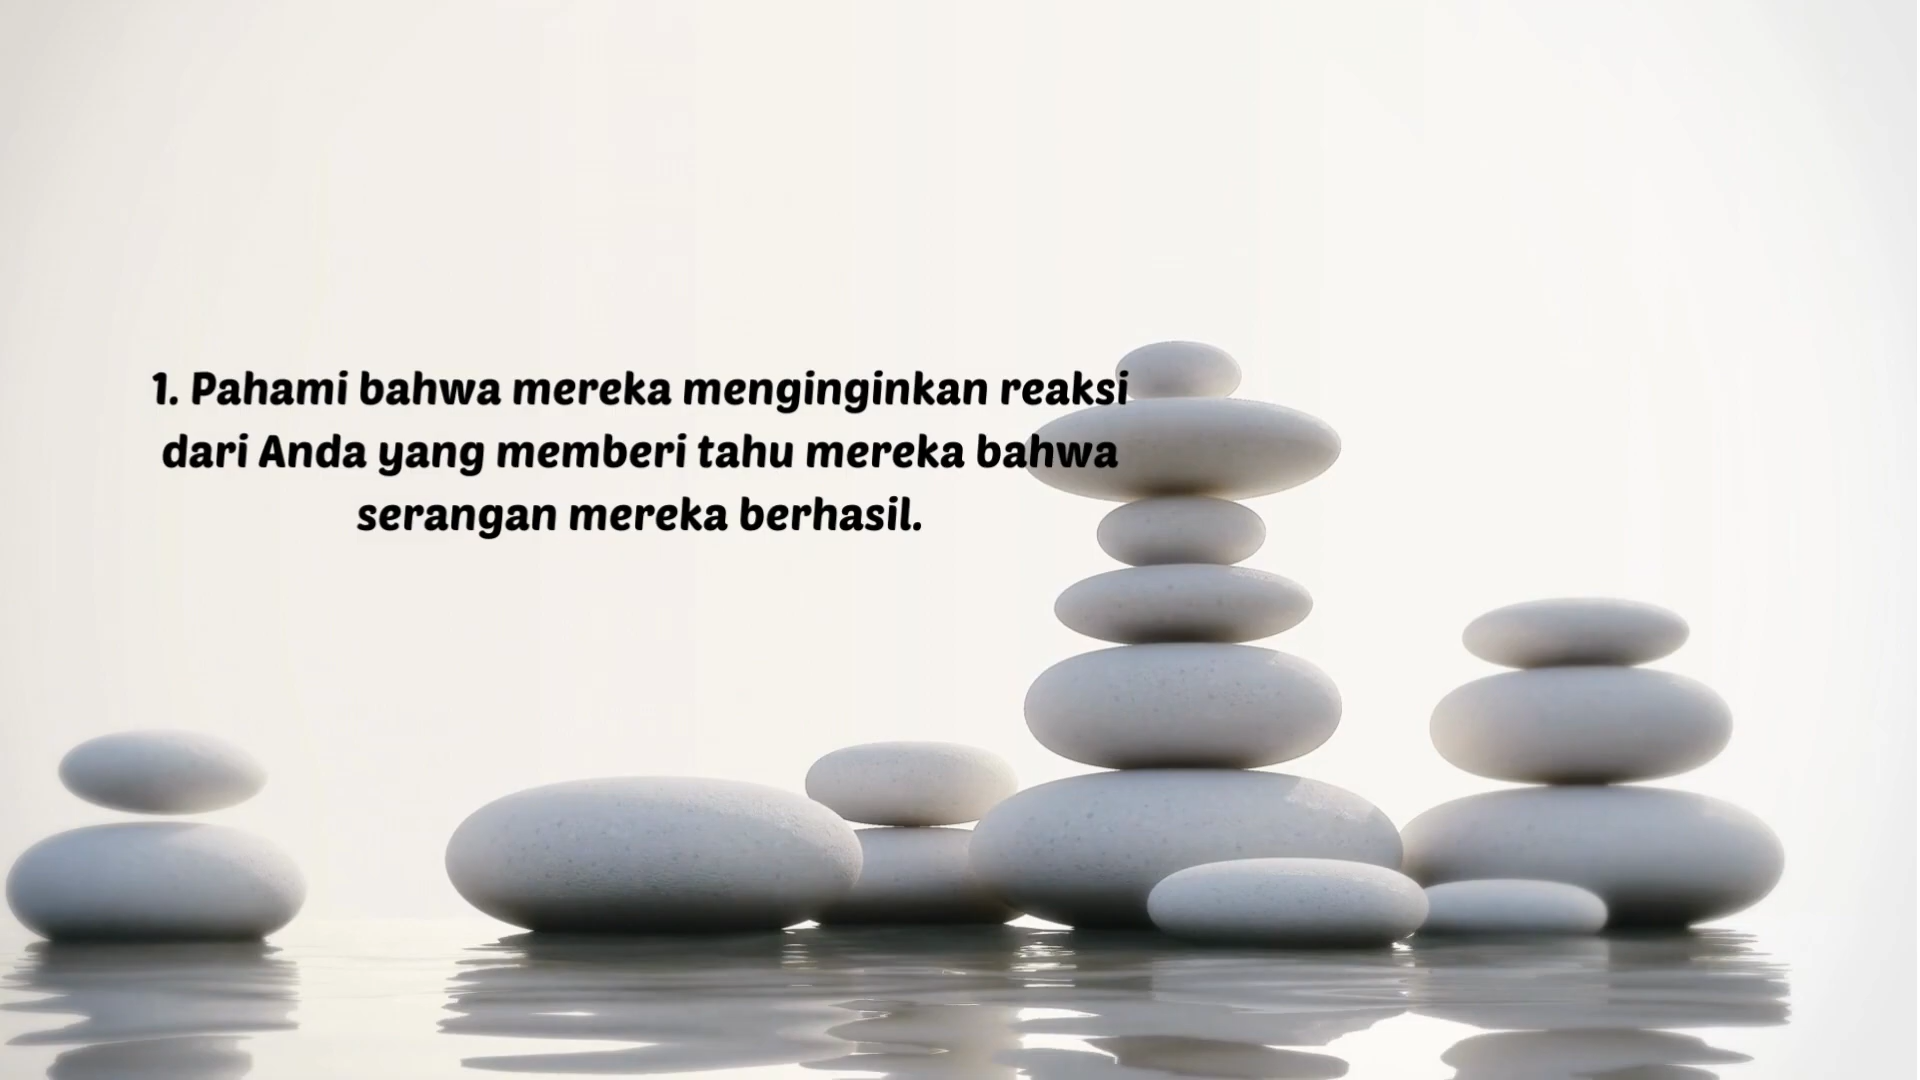 1. Pahami bahwa mereka menginginkan reaksi
dari Anda yang memberi tahu mereka bahwa
serangan mereka berhasil.